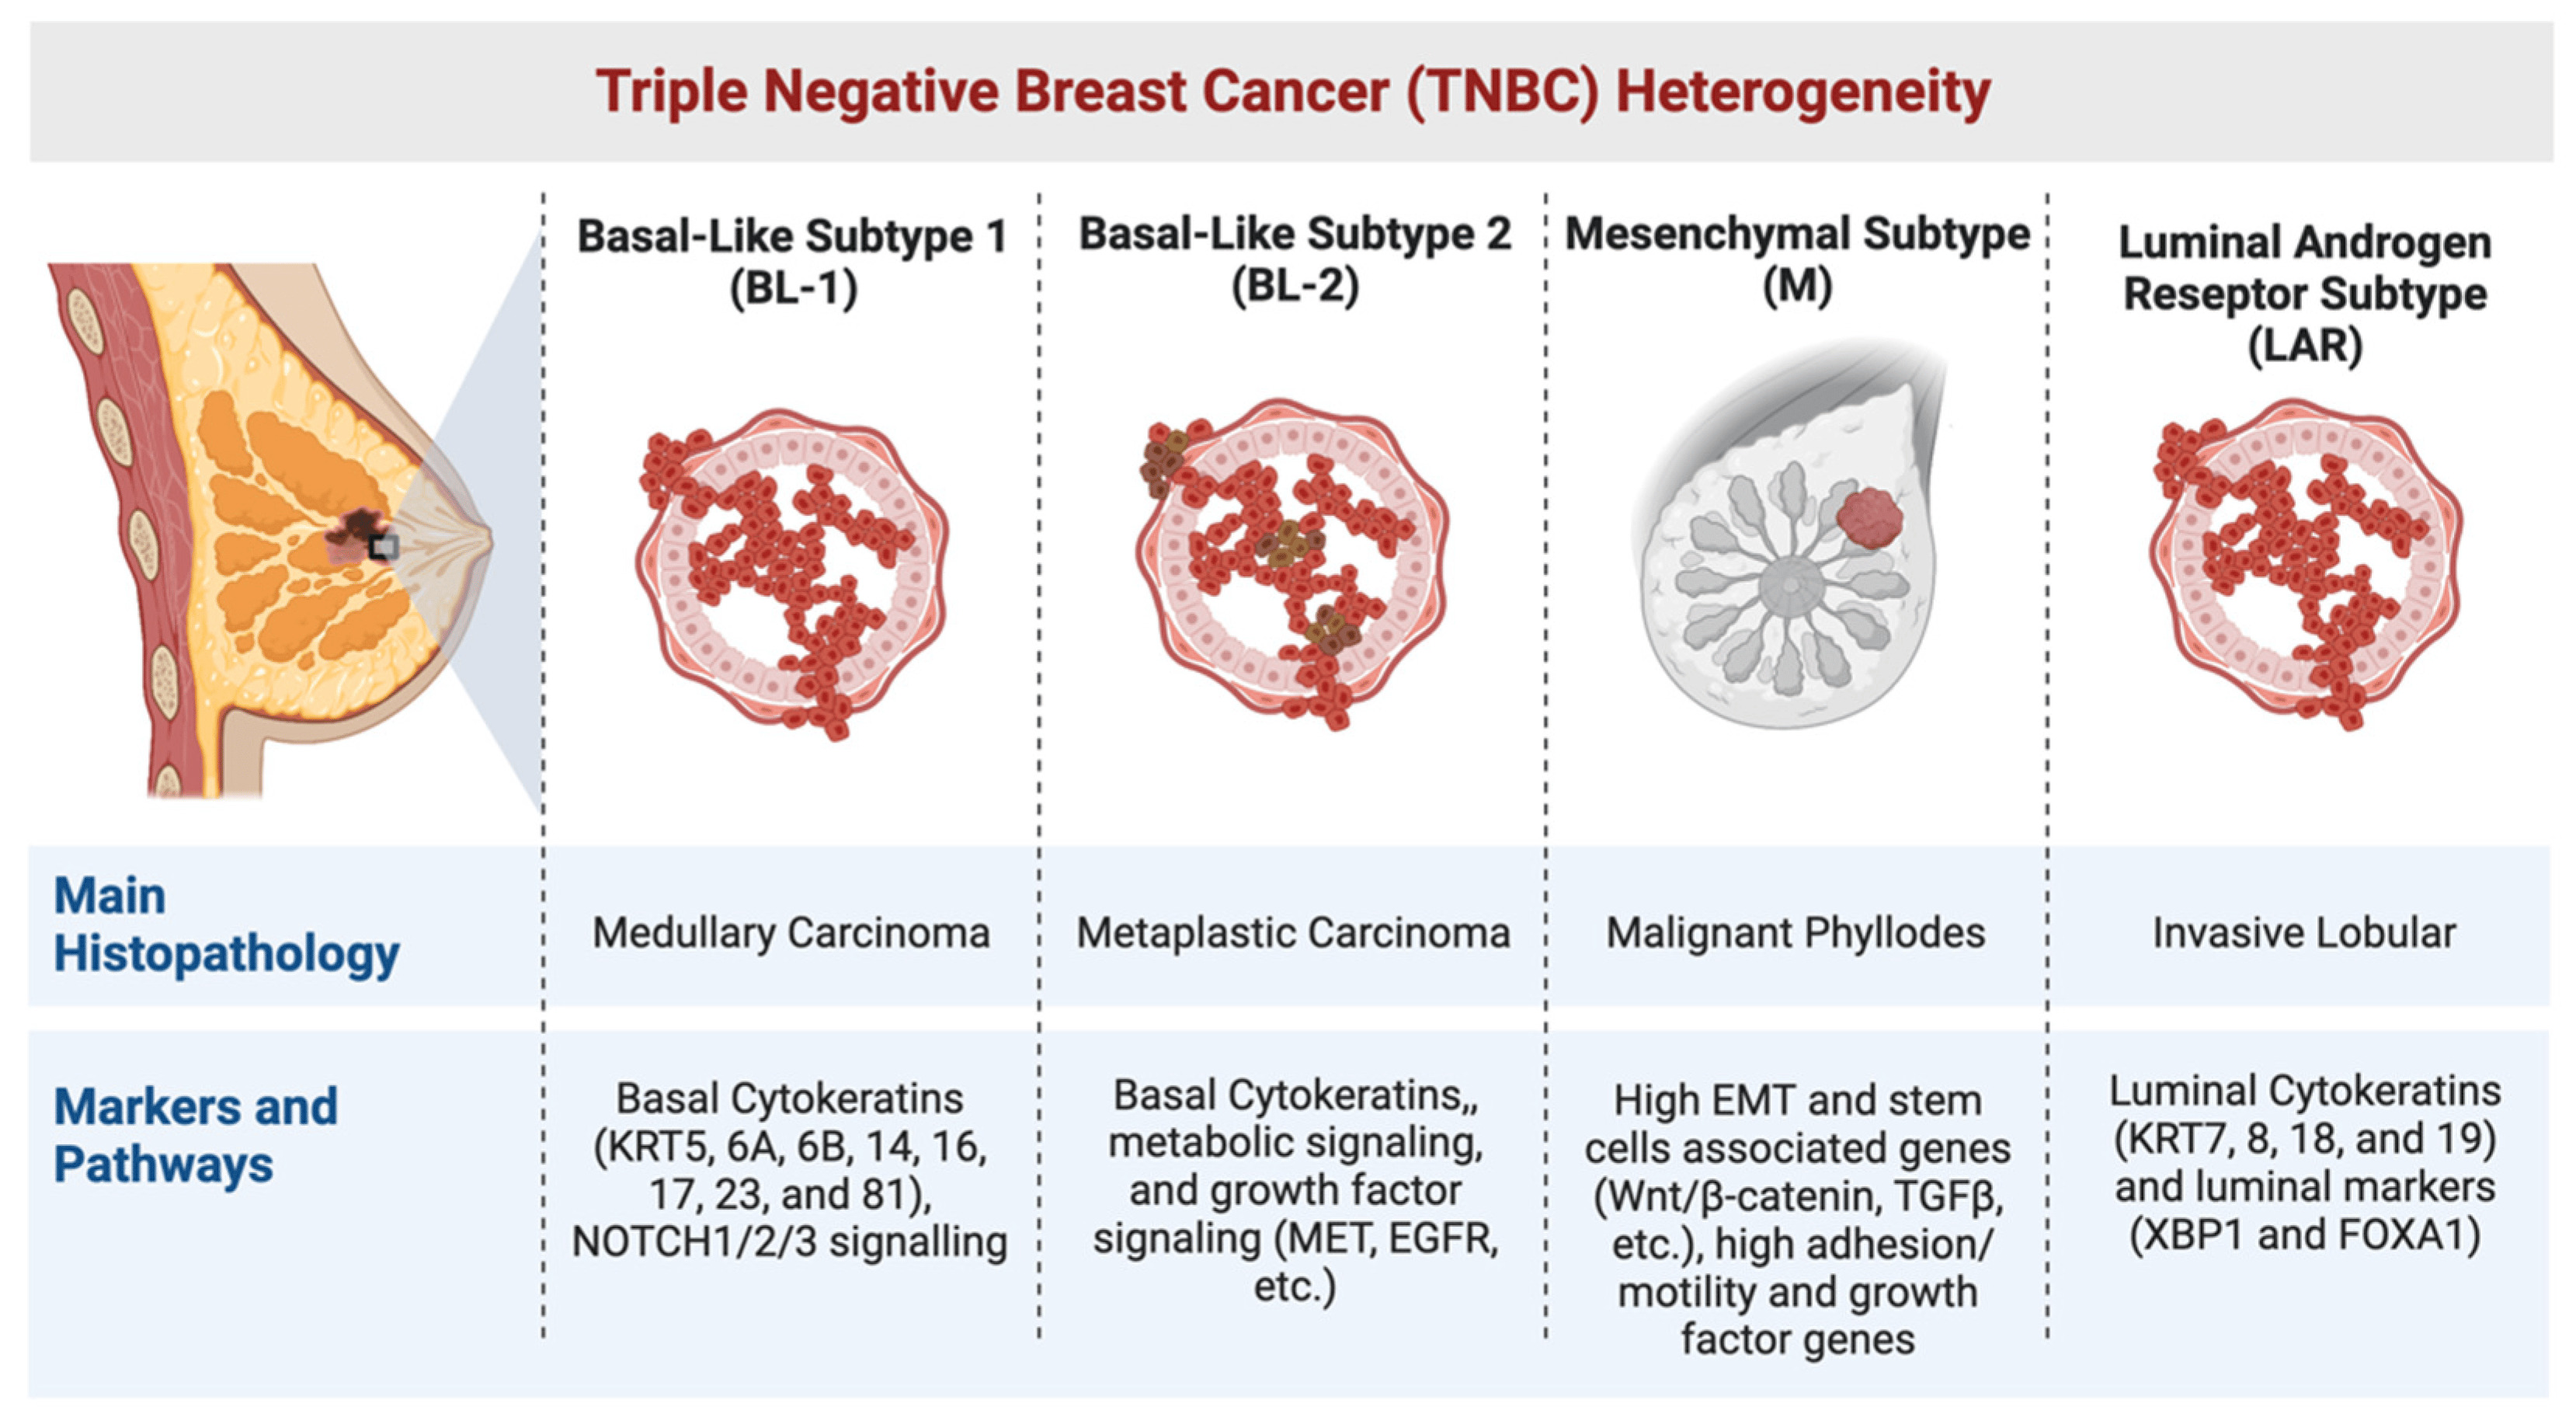 Triple Negative Breast Cancer (TNBC) Heterogeneity
Basal-Like Subtype 1
(BL-1)
Basal-Like Subtype 2
(BL-2)
Mesenchymal Subtype
(M)
Luminal Androgen
Reseptor Subtype
(LAR)
Main
Histopathology
Medullary Carcinoma
Metaplastic Carcinoma
Malignant Phyllodes
Invasive Lobular
Markers and
Pathways
Basal Cytokeratins
(KRT5, 6A, 6B, 14, 16,
17, 23, and 81),
NOTCH1/2/3 signalling
Basal Cytokeratins,,
metabolic signaling,
and growth factor
signaling (MET, EGFR,
etc.)
High EMT and stem
cells associated genes
(Wnt/β-catenin, TGFβ,
etc.), high adhesion/
motility and growth
factor genes
Luminal Cytokeratins
(KRT7, 8, 18, and 19)
and luminal markers
(XBP1 and FOXA1)